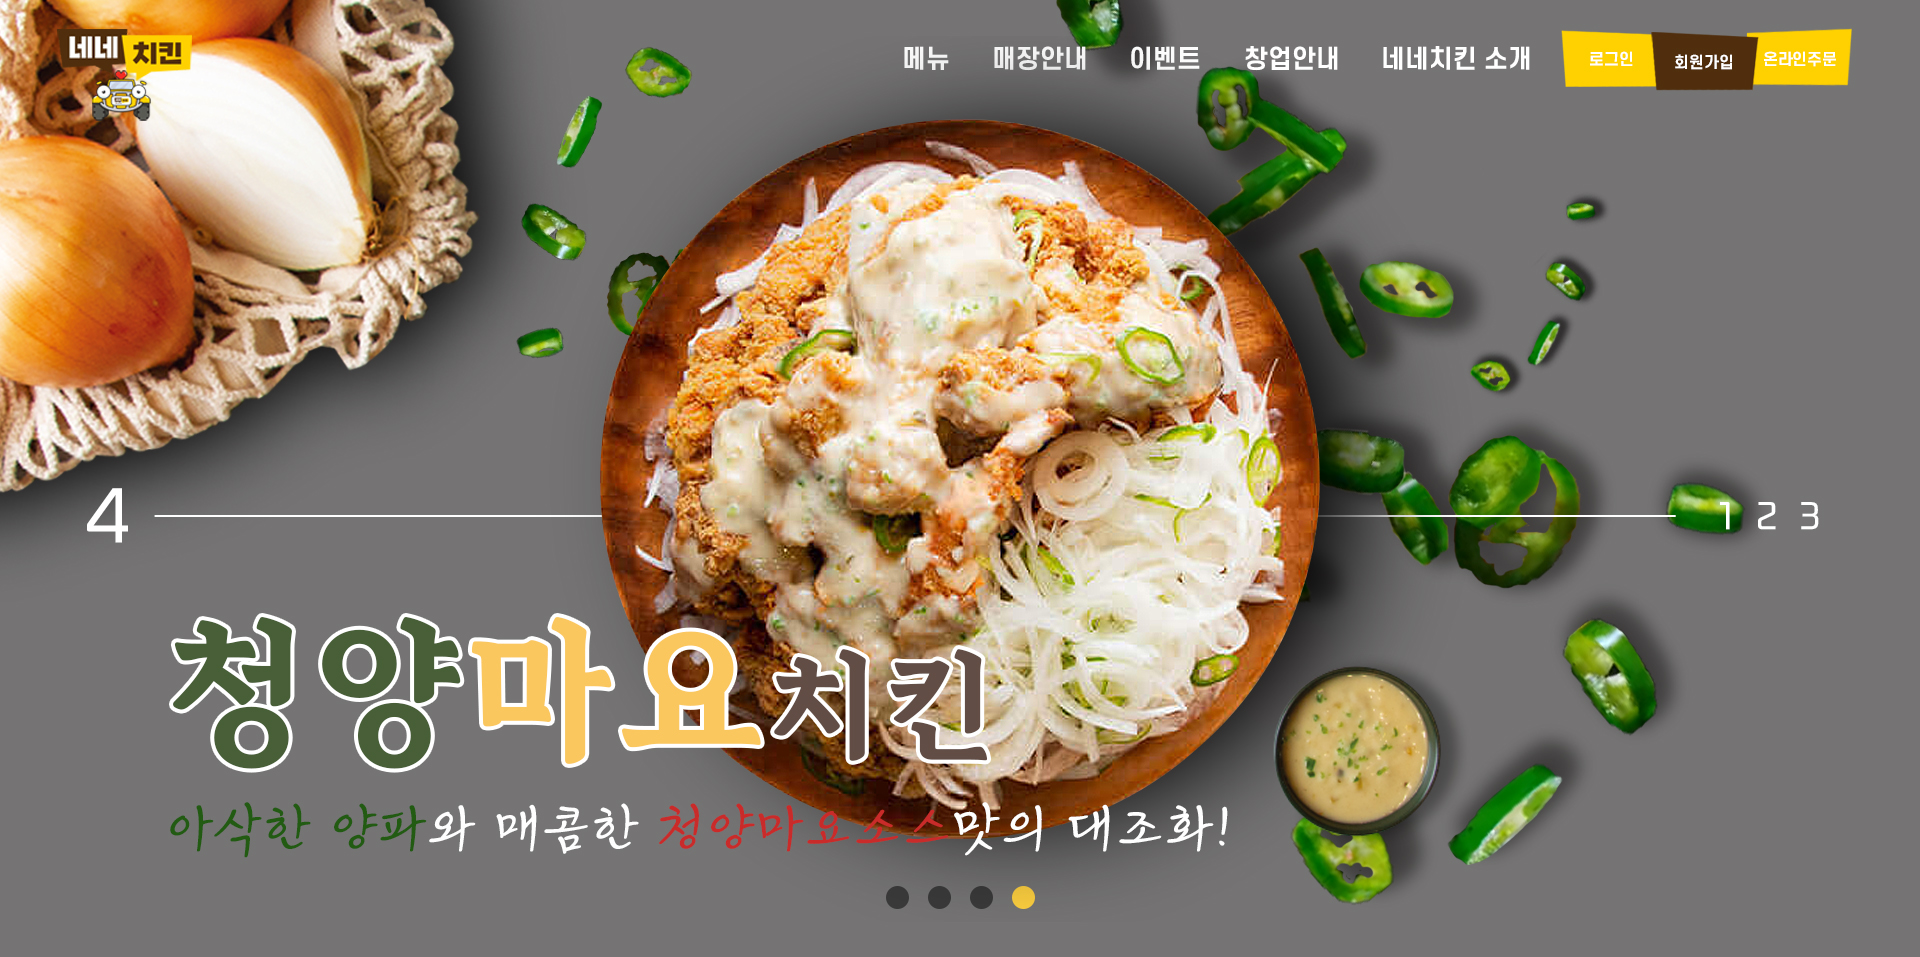 네네 치킨
메뉴 매장안내 이벤트 창업안내 네네치킨 소개 로그인 회원가입 온라인주문
4 1 2 3
청양마요치킨
아삭한 양파와 매콤한 청양마요소스맛의 대조화!